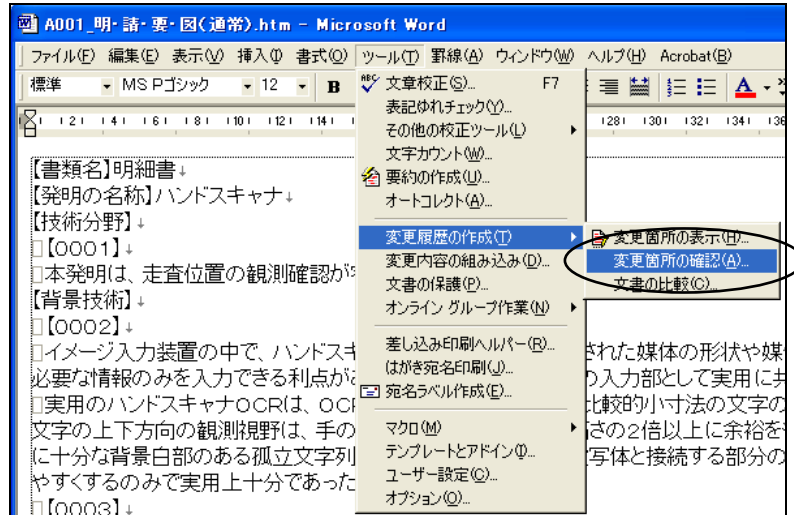 A001_明・請・要・図(通常).htm - Microsoft Word
ファイル(F) 編集(E) 表示(V) 挿入(I) 書式(O) ツール(T) 罫線(A) ウィンドウ(W) ヘルプ(H) Acrobat(B)
標準 MS Pゴシック 12 B A
2 4 6 8 10 12 14 28 30 32 34 36
文章校正(S)... F7
表記ゆれチェック(Y)...
その他の校正ツール(L)
文字カウント(W)...
要約の作成(U)...
オートコレクト(A)...
変更履歴の作成(T)
変更内容の組み込み(D)...
文書の保護(P)...
オンライン グループ作業(N)
差し込み印刷ヘルパー(R)...
はがき宛名印刷(J)...
宛名ラベル作成(E)...
マクロ(M)
テンプレートとアドイン(I)...
ユーザー設定(C)...
オプション(O)...
変更箇所の表示(H)...
変更箇所の確認(A)...
文書の比較(C)...
【書類名】明細書↓
【発明の名称】ハンドスキャナ↓
【技術分野】↓
□【0001】↓
□本発明は、走査位置の観測確認が
【背景技術】↓
□【0002】↓
□イメージ入力装置の中で、ハンドスキ された媒体の形状や媒
必要な情報のみを入力できる利点が の入力部として実用に
□実用のハンドスキャナOCRは、OC 比較的小寸法の文字の
文字の上下方向の観測視野は、手の さの2倍以上に余裕を
に十分な背景白部のある孤立文字列 写体と接続する部分の
やすくするのみで実用上十分であった
□【0003】↓